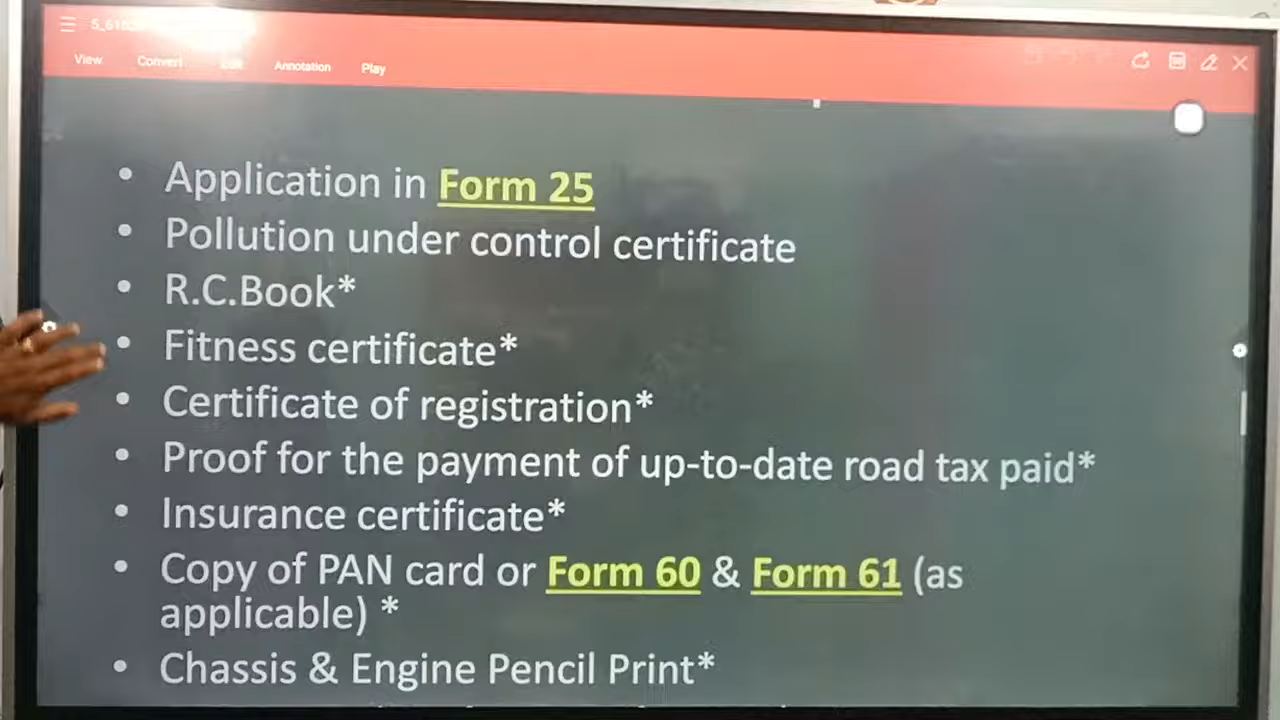 View Convert Edit Annotation Play
• Application in Form 25
• Pollution under control certificate
• R.C.Book*
• Fitness certificate*
• Certificate of registration*
• Proof for the payment of up-to-date road tax paid*
• Insurance certificate*
• Copy of PAN card or Form 60 & Form 61 (as
applicable) *
• Chassis & Engine Pencil Print*